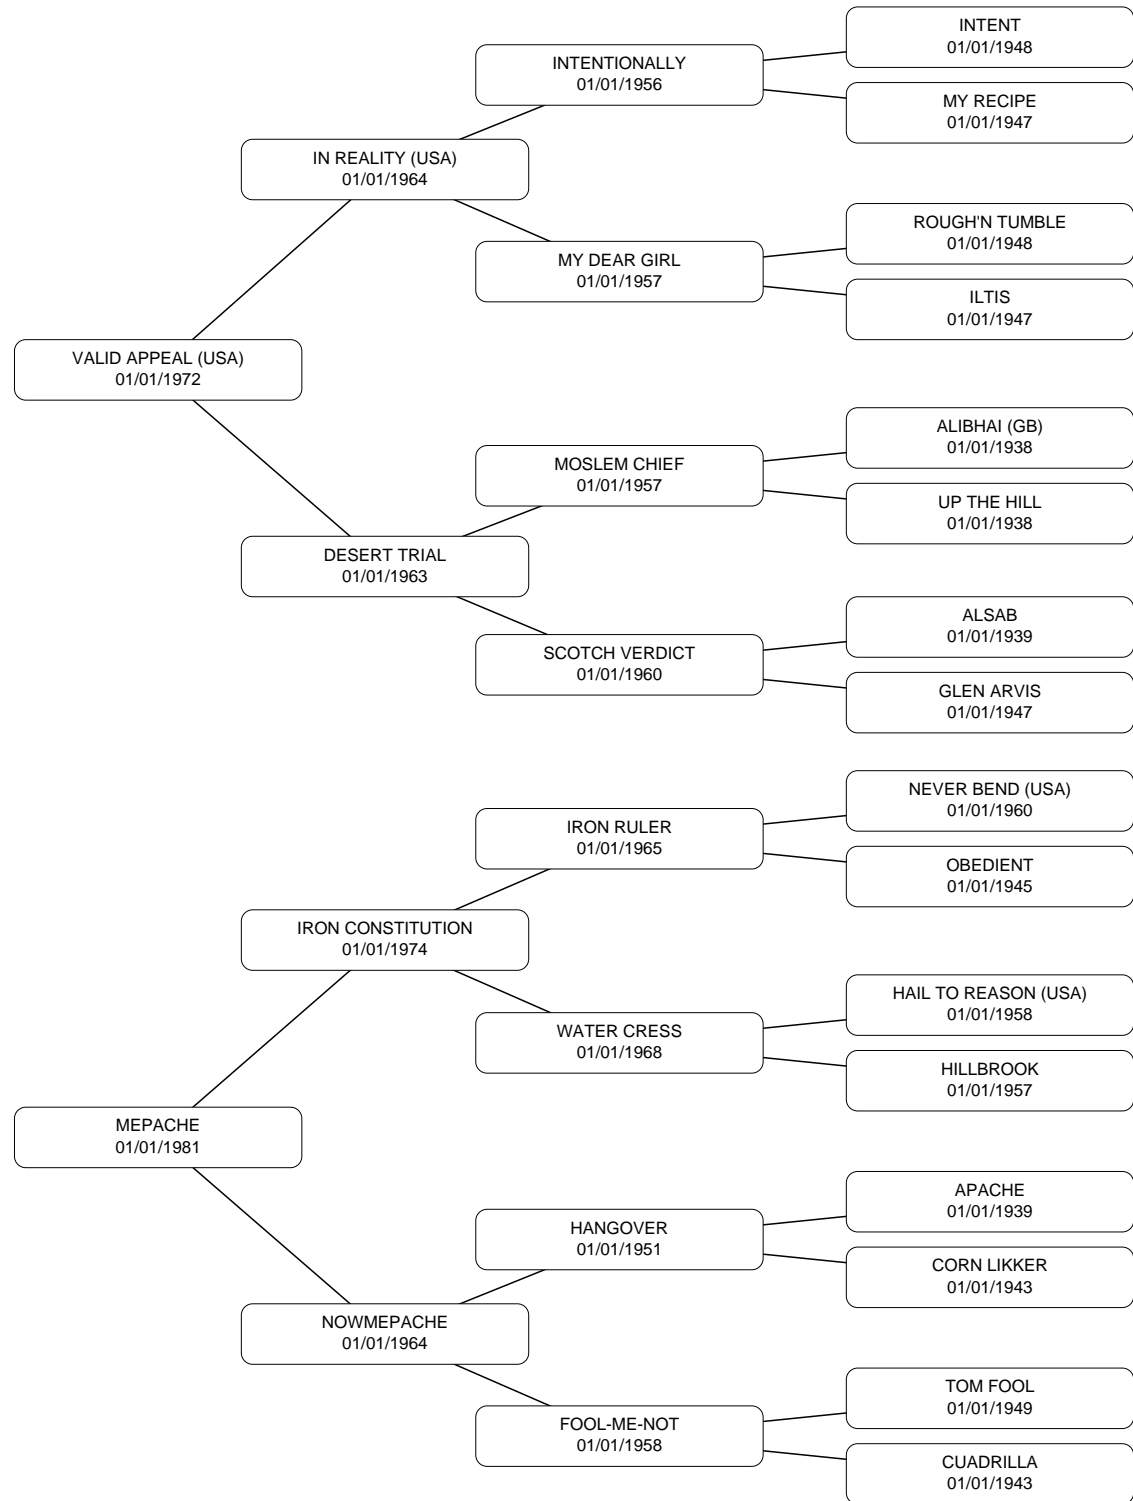 INTENT
01/01/1948
INTENTIONALLY
01/01/1956
MY RECIPE
01/01/1947
IN REALITY (USA)
01/01/1964
ROUGH'N TUMBLE
01/01/1948
MY DEAR GIRL
01/01/1957
ILTIS
01/01/1947
VALID APPEAL (USA)
01/01/1972
ALIBHAI (GB)
01/01/1938
MOSLEM CHIEF
01/01/1957
UP THE HILL
01/01/1938
DESERT TRIAL
01/01/1963
ALSAB
01/01/1939
SCOTCH VERDICT
01/01/1960
GLEN ARVIS
01/01/1947
NEVER BEND (USA)
01/01/1960
IRON RULER
01/01/1965
OBEDIENT
01/01/1945
IRON CONSTITUTION
01/01/1974
HAIL TO REASON (USA)
01/01/1958
WATER CRESS
01/01/1968
HILLBROOK
01/01/1957
MEPACHE
01/01/1981
APACHE
01/01/1939
HANGOVER
01/01/1951
CORN LIKKER
01/01/1943
NOWMEPACHE
01/01/1964
TOM FOOL
01/01/1949
FOOL-ME-NOT
01/01/1958
CUADRILLA
01/01/1943